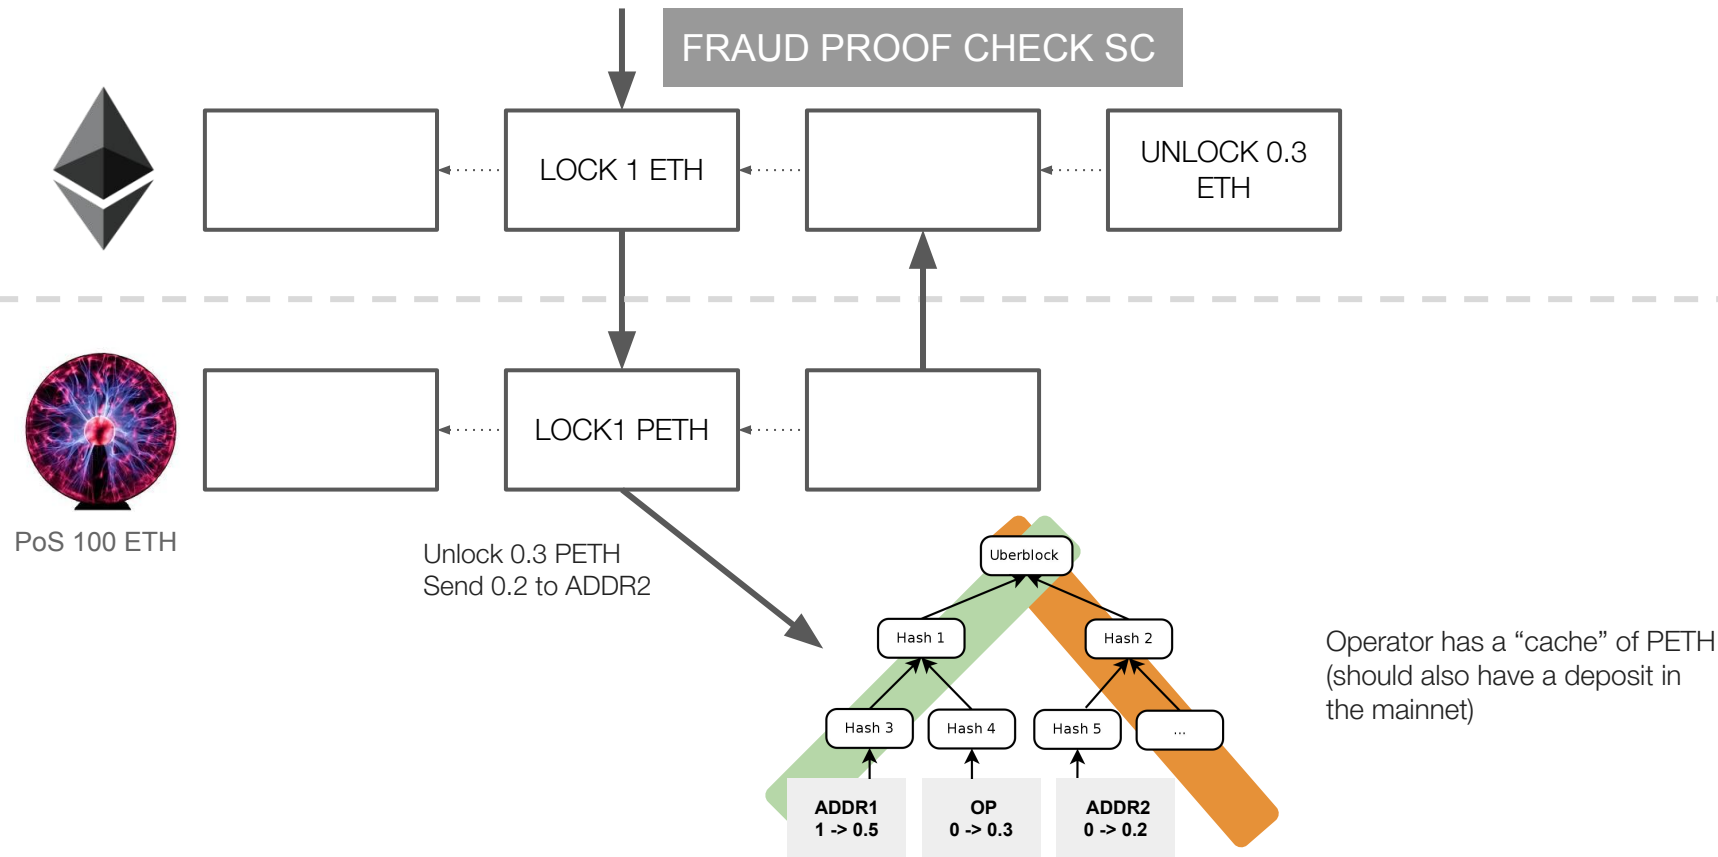 FRAUD PROOF CHECK SC
LOCK 1 ETH
UNLOCK 0.3
ETH
LOCK1 PETH
PoS 100 ETH
Unlock 0.3 PETH
Send 0.2 to ADDR2
Uberblock
Hash 1
Hash 2
Hash 3
Hash 4
Hash 5
...
ADDR1
1 -> 0.5
OP
0 -> 0.3
ADDR2
0 -> 0.2
Operator has a “cache” of PETH
(should also have a deposit in
the mainnet)